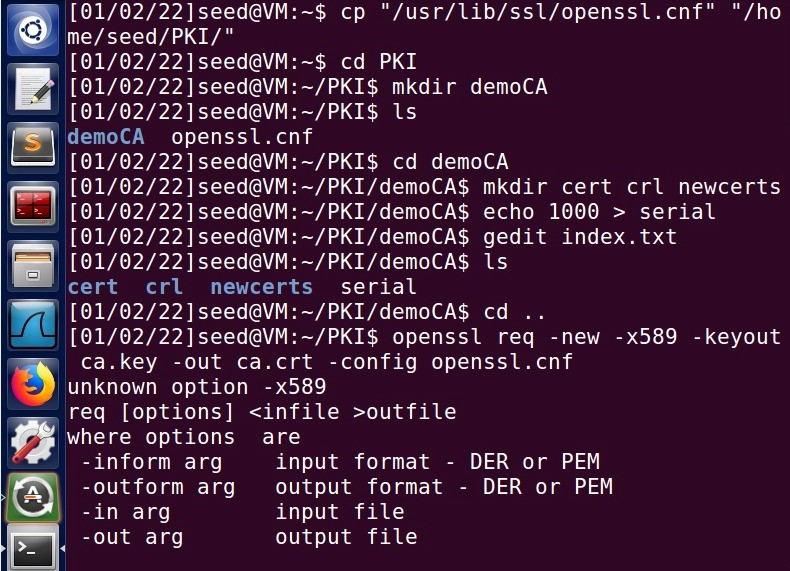 [01/02/22]seed@VM:~$ cp "/usr/lib/ssl/openssl.cnf" "/ho
me/seed/PKI/"
[01/02/22]seed@VM:~$ cd PKI
[01/02/22]seed@VM:~/PKI$ mkdir demoCA
[01/02/22]seed@VM:~/PKI$ ls
demoCA  openssl.cnf
[01/02/22]seed@VM:~/PKI$ cd demoCA
[01/02/22]seed@VM:~/PKI/demoCA$ mkdir cert crl newcerts
[01/02/22]seed@VM:~/PKI/demoCA$ echo 1000 > serial
[01/02/22]seed@VM:~/PKI/demoCA$ gedit index.txt
[01/02/22]seed@VM:~/PKI/demoCA$ ls
cert  crl  newcerts  serial
[01/02/22]seed@VM:~/PKI/demoCA$ cd ..
[01/02/22]seed@VM:~/PKI$ openssl req -new -x589 -keyout
 ca.key -out ca.crt -config openssl.cnf
unknown option -x589
req [options] <infile >outfile
where options  are
 -inform arg    input format - DER or PEM
 -outform arg   output format - DER or PEM
 -in arg        input file
 -out arg       output file